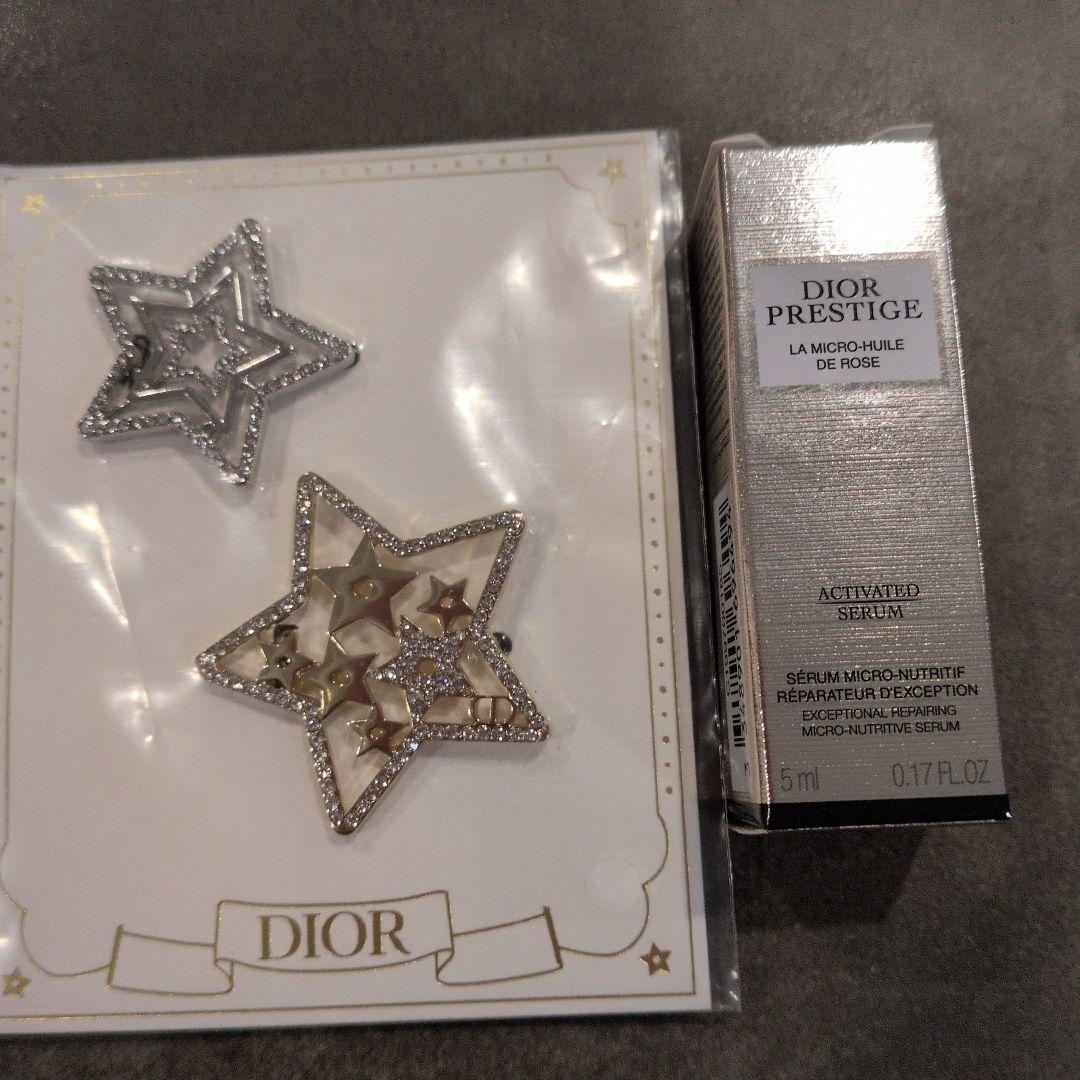 DIOR
CD
DIOR
PRESTIGE
LA MICRO-HUILE
DE ROSE
ACTIVATED
SERUM
SÉRUM MICRO-NUTRITIF
RÉPARATEUR D'EXCEPTION
EXCEPTIONAL REPAIRING
MICRO-NUTRITIVE SERUM
5 ml 0.17 FL.OZ